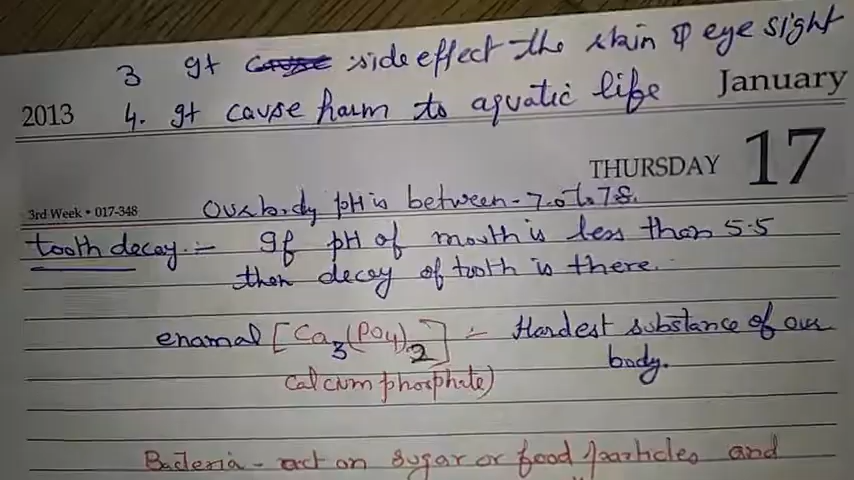 3 gt cause side effect the skin & eye sight
2013 4. gt cause harm to aquatic life January
THURSDAY 17
3rd Week • 017-348 Our body pH is between - 7.0 to 7.8.
tooth decay :- If pH of mouth is less than 5.5
then decay of tooth is there.
enamal [Ca3(PO4)2] - Hardest substance of our
body.
calcium phosphate)
Bacteria - act on sugar or food particles and